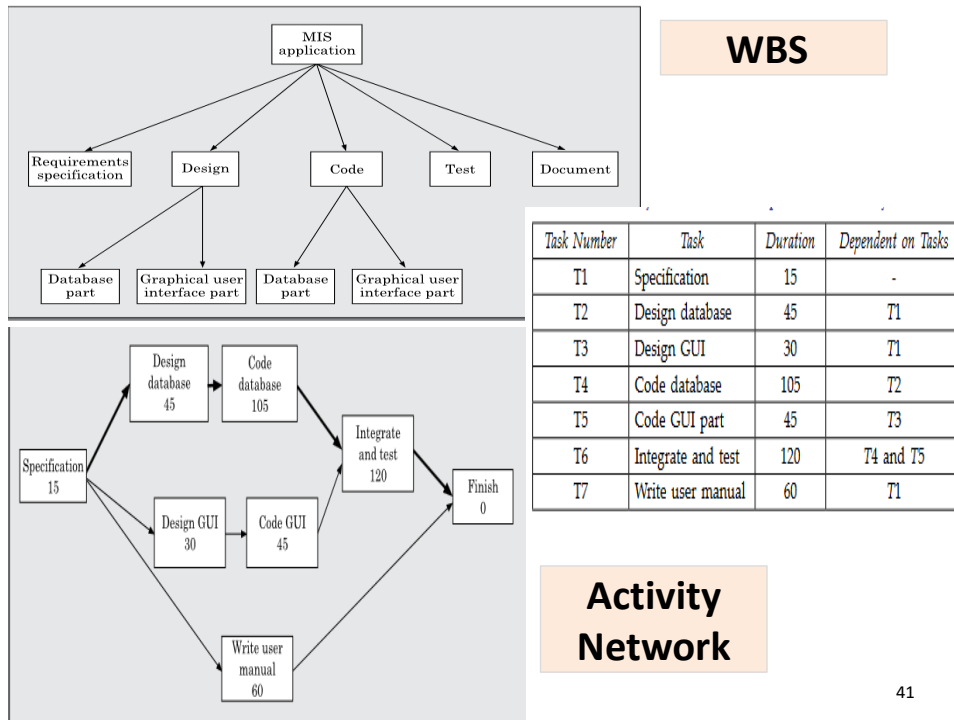 MIS
application
WBS
Requirements
specification
Design
Code
Test
Document
Database
part
Graphical user
interface part
Database
part
Graphical user
interface part
Task Number Task Duration Dependent on Tasks
T1 Specification 15 -
T2 Design database 45 T1
T3 Design GUI 30 T1
T4 Code database 105 T2
T5 Code GUI part 45 T3
T6 Integrate and test 120 T4 and T5
T7 Write user manual 60 T1
Design
database
45
Code
database
105
Integrate
and test
120
Specification
15
Finish
0
Design GUI
30
Code GUI
45
Write user
manual
60
Activity
Network
41